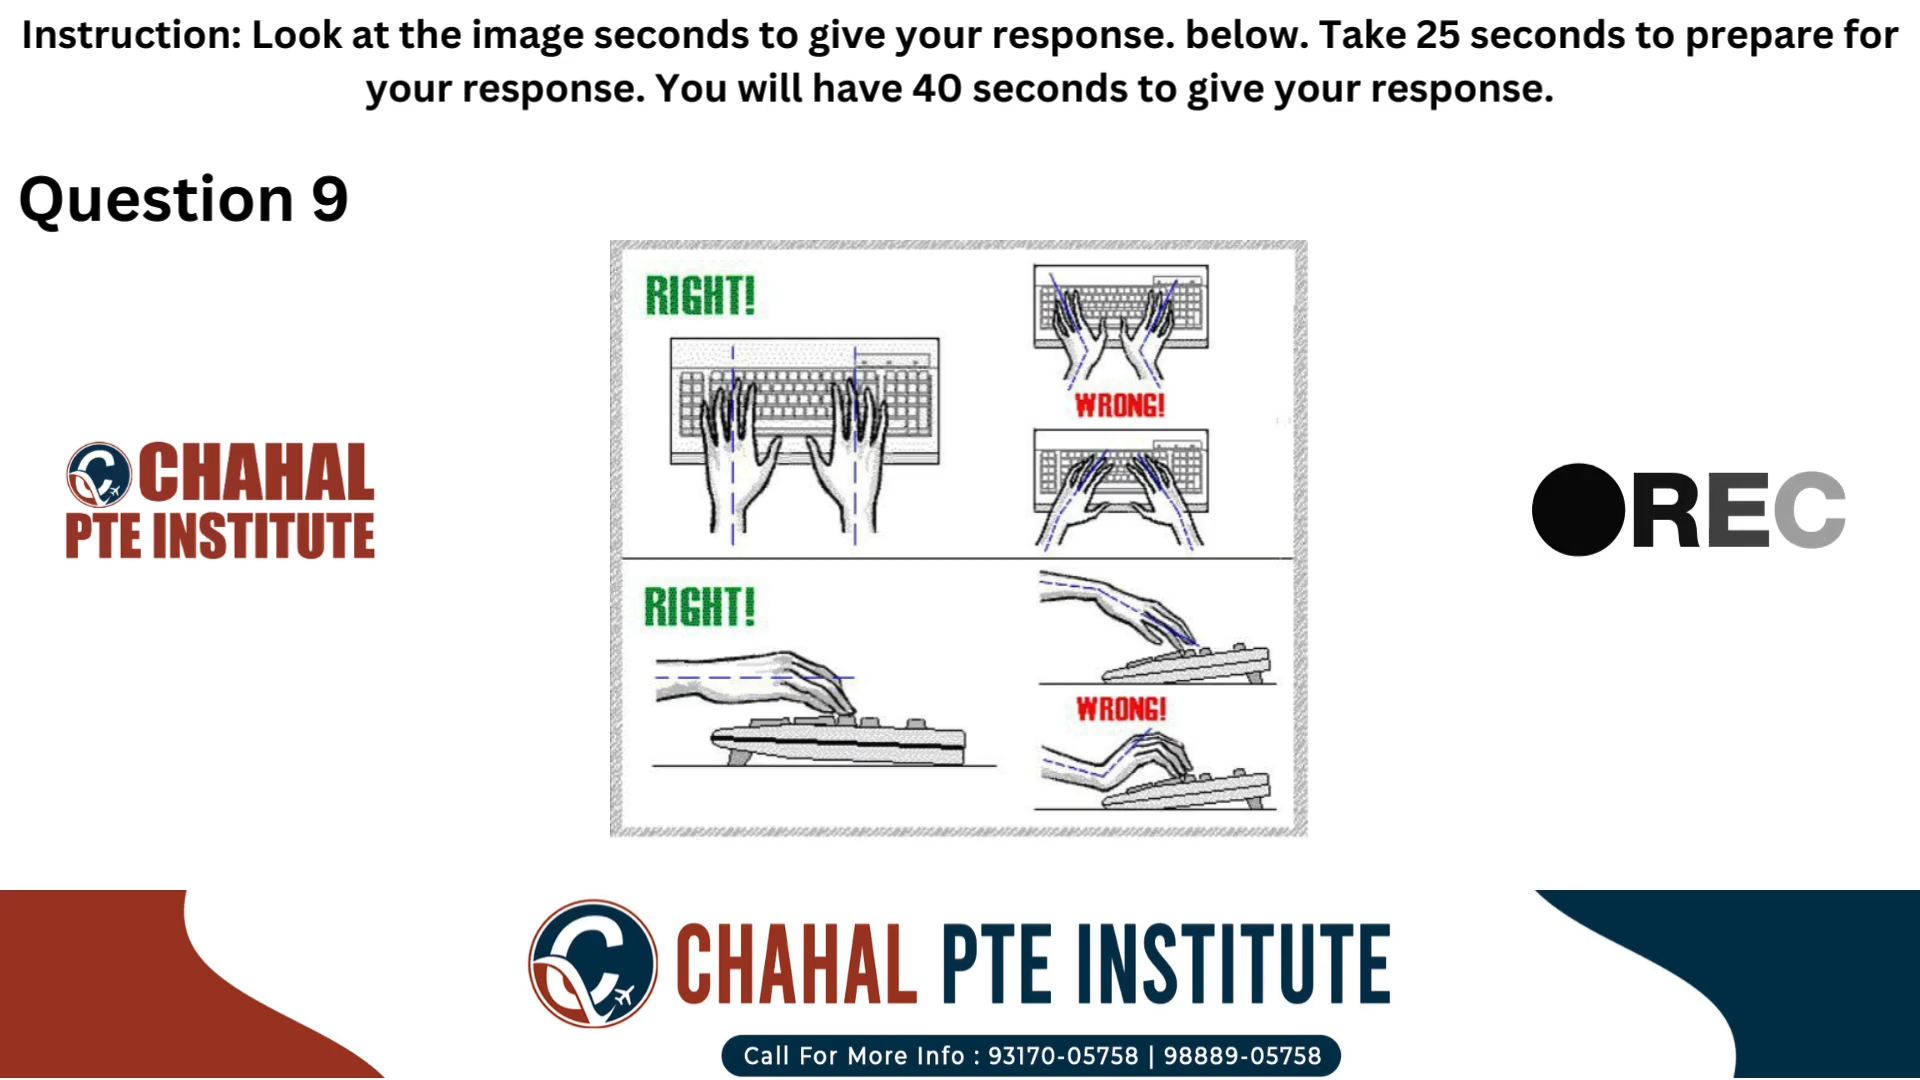 Instruction: Look at the image seconds to give your response. below. Take 25 seconds to prepare for
your response. You will have 40 seconds to give your response.
Question 9
RIGHT!
WRONG!
RIGHT!
WRONG!
CHAHAL
PTE INSTITUTE
REC
CHAHAL PTE INSTITUTE
Call For More Info : 93170-05758 | 98889-05758